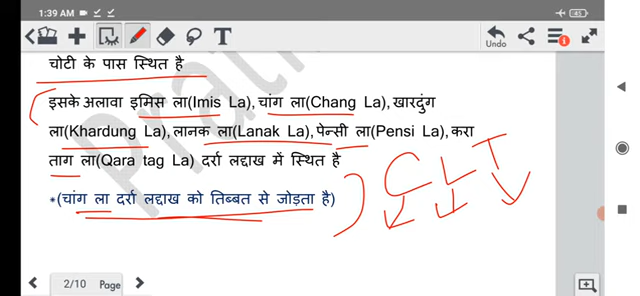 1:39 AM
45
Undo
चोटी के पास स्थित है
इसके अलावा इमिस ला(Imis La), चांग ला(Chang La), खारदुंग
ला(Khardung La), लानक ला(Lanak La), पेन्सी ला(Pensi La), करा
ताग ला(Qara tag La) दर्रा लद्दाख में स्थित है
*(चांग ला दर्रा लद्दाख को तिब्बत से जोड़ता है)
C L T
2/10 Page